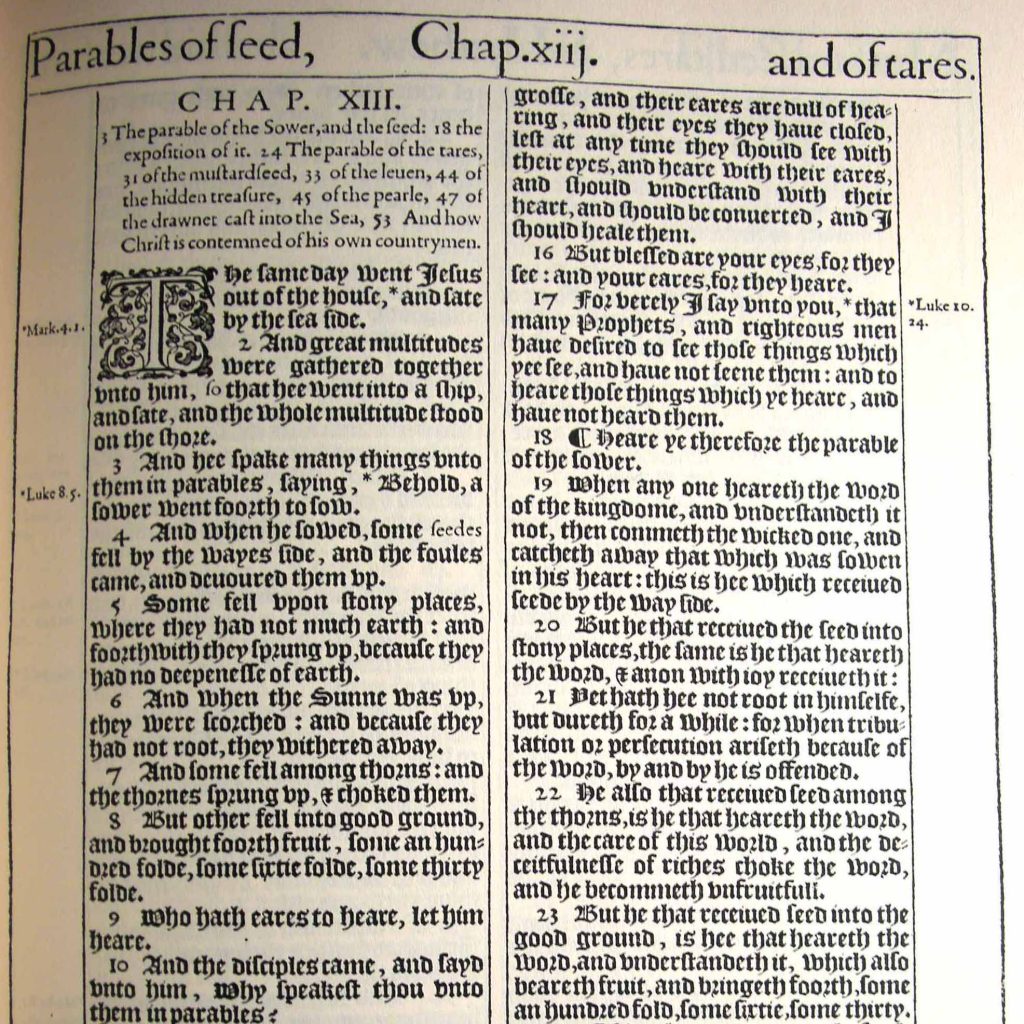 Parables of ſeed, Chap.xiij. and of tares.
CHAP. XIII.
3 The parable of the Sower, and the ſeed: 18 the
expoſition of it. 24 The parable of the tares,
31 of the muſtardſeed, 33 of the leuen, 44 of
the hidden treaſure, 45 of the pearle, 47 of
the drawnet caſt into the Sea, 53 And how
Chriſt is contemned of his own countrymen.
The ſame day went Jeſus
out of the houſe, * and ſate
*Mark.4.1.
by the ſea ſide.
2 And great multitudes
were gathered together
vnto him, ſo that hee went into a ſhip,
and ſate, and the whole multitude ſtood
on the ſhore.
3 And hee ſpake many things vnto
*Luke 8.5.
them in parables, ſaying, * Behold, a
ſower went foorth to ſow.
4 And when he ſowed, ſome ſeedes
fell by the wayes ſide, and the foules
came, and deuoured them vp.
5 Some fell vpon ſtony places,
where they had not much earth: and
foorthwith they ſprung vp, becauſe they
had no deepeneſſe of earth.
6 And when the Sunne was vp,
they were ſcorched: and becauſe they
had not root, they withered away.
7 And ſome fell among thorns: and
the thornes ſprung vp, & choked them.
8 But other fell into good ground,
and brought foorth fruit, ſome an hun-
dred folde, ſome ſixtie folde, ſome thirty
folde.
9 Who hath eares to heare, let him
heare.
10 And the diſciples came, and ſayd
vnto him, Why ſpeakeſt thou vnto
them in parables?
groſſe, and their eares are dull of hea-
ring, and their eyes they haue cloſed,
leſt at any time they ſhould ſee with
their eyes, and heare with their eares,
and ſhould vnderſtand with their
heart, and ſhould be conuerted, and J
ſhould heale them.
16 But bleſſed are your eyes, for they
ſee: and your eares, for they heare.
17 For verely J ſay vnto you, * that
*Luke 10.
24.
many Prophets, and righteous men
haue deſired to ſee thoſe things which
yee ſee, and haue not ſeene them: and to
heare thoſe things which ye heare, and
haue not heard them.
18 ¶ Heare ye therefore the parable
of the ſower.
19 When any one heareth the word
of the kingdome, and vnderſtandeth it
not, then commeth the wicked one, and
catcheth away that which was ſowen
in his heart: this is hee which receiued
ſeede by the way ſide.
20 But he that receiued the ſeed into
ſtony places, the ſame is he that heareth
the word, & anon with ioy receiueth it:
21 Yet hath hee not root in himſelfe,
but dureth for a while: for when tribu-
lation or perſecution ariſeth becauſe of
the word, by and by he is offended.
22 He alſo that receiued ſeed among
the thorns, is he that heareth the word,
and the care of this world, and the de-
ceitfulneſſe of riches choke the word,
and he becommeth vnfruitfull.
23 But he that receiued ſeed into the
good ground, is hee that heareth the
word, and vnderſtandeth it, which alſo
beareth fruit, and bringeth foorth, ſome
an hundred fold, ſome ſixtie, ſome thirty.